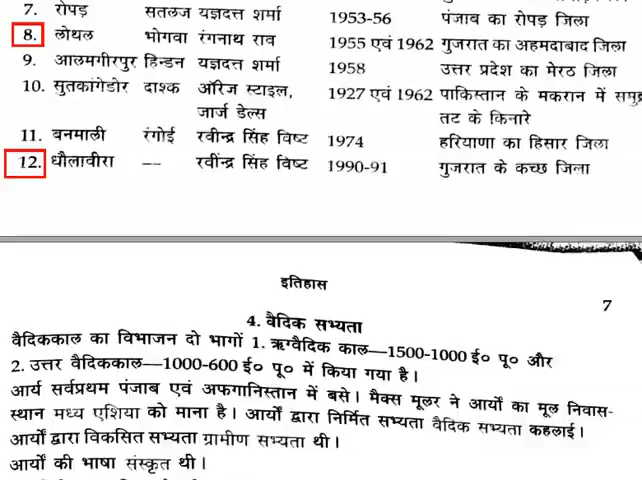 7. रोपड़ सतलज यज्ञदत्त शर्मा 1953-56 पंजाब का रोपड़ जिला
8. लोथल भोगवा रंगनाथ राव 1955 एवं 1962 गुजरात का अहमदाबाद जिला
9. आलमगीरपुर हिन्डन यज्ञदत्त शर्मा 1958 उत्तर प्रदेश का मेरठ जिला
10. सुतकांगेडोर दाश्क ऑरेज स्टाइल, 1927 एवं 1962 पाकिस्तान के मकरान में समुद्र
जार्ज डेल्स तट के किनारे
11. बनमाली रंगोई रवीन्द्र सिंह विष्ट 1974 हरियाणा का हिसार जिला
12. धौलावीरा — रवींन्द्र सिंह विष्ट 1990-91 गुजरात के कच्छ जिला
इतिहास
7
4. वैदिक सभ्यता
वैदिककाल का विभाजन दो भागों 1. ऋग्वैदिक काल—1500-1000 ई० पू० और
2. उत्तर वैदिककाल—1000-600 ई० पू० में किया गया है।
आर्य सर्वप्रथम पंजाब एवं अफगानिस्तान में बसे। मैक्स मूलर ने आर्यों का मूल निवास-
स्थान मध्य एशिया को माना है। आर्यों द्वारा निर्मित सभ्यता वैदिक सभ्यता कहलाई।
आर्यों द्वारा विकसित सभ्यता ग्रामीण सभ्यता थी।
आर्यों की भाषा संस्कृत थी।